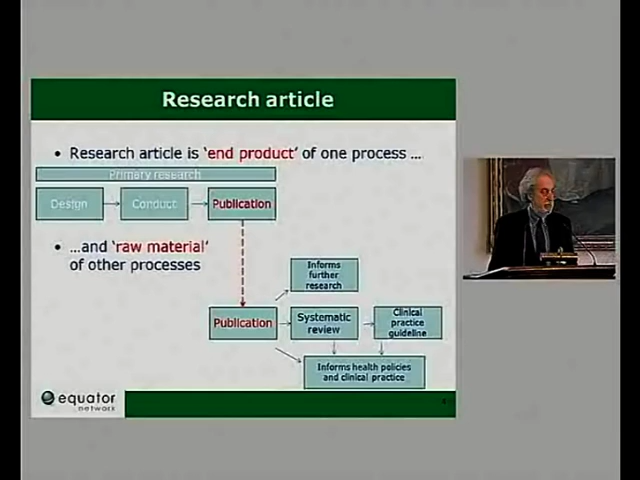 Research article
• Research article is ‘end product’ of one process ...
Primary research
Design
Conduct
Publication
• ...and ‘raw material’
of other processes
Informs
further
research
Publication
Systematic
review
Clinical
practice
guideline
Informs health policies
and clinical practice
equator
network